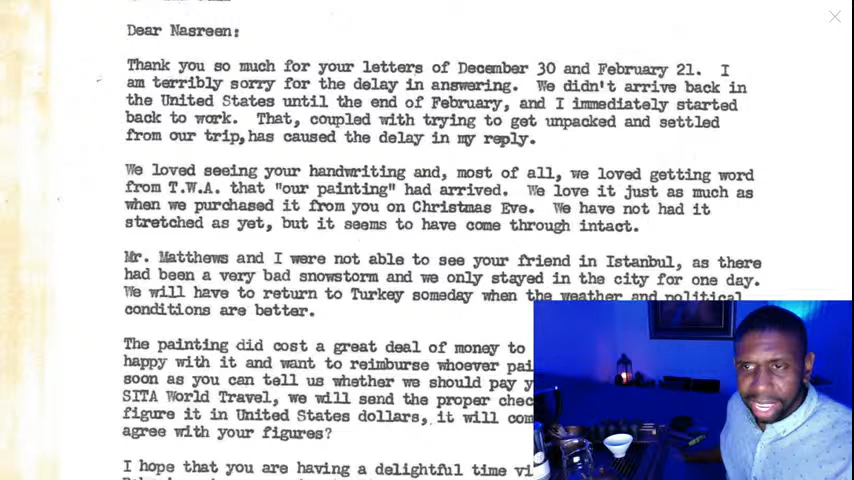 Dear Nasreen:
Thank you so much for your letters of December 30 and February 21. I
am terribly sorry for the delay in answering. We didn't arrive back in
the United States until the end of February, and I immediately started
back to work. That, coupled with trying to get unpacked and settled
from our trip,has caused the delay in my reply.
We loved seeing your handwriting and, most of all, we loved getting word
from T.W.A. that "our painting" had arrived. We love it just as much as
when we purchased it from you on Christmas Eve. We have not had it
stretched as yet, but it seems to have come through intact.
Mr. Matthews and I were not able to see your friend in Istanbul, as there
had been a very bad snowstorm and we only stayed in the city for one day.
We will have to return to Turkey someday when the weather and political
conditions are better.
The painting did cost a great deal of money to
happy with it and want to reimburse whoever
soon as you can tell us whether we should pay
SITA World Travel, we will send the proper
figure it in United States dollars, it will
agree with your figures?
I hope that you are having a delightful time